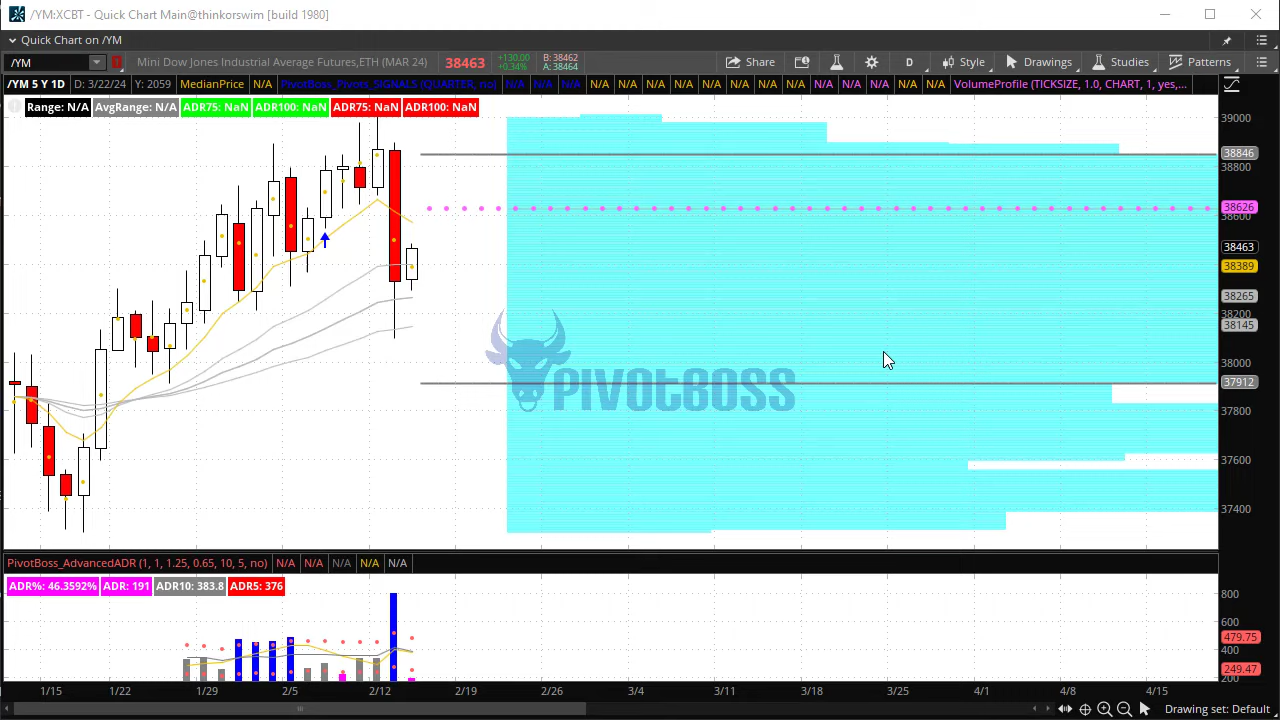 /YM:XCBT - Quick Chart Main@thinkorswim [build 1980]
Quick Chart on /YM
/YM Mini Dow Jones Industrial Average Futures,ETH (MAR 24) 38463 +130.00 +0.34% B: 38462 A: 38464 Share D Style Drawings Studies Patterns
/YM 5 Y 1D D: 3/22/24 Y: 2059 MedianPrice N/A PivotBoss_Pivots_SIGNALS (QUARTER, no) N/A N/A N/A N/A N/A N/A N/A N/A N/A N/A N/A N/A N/A N/A N/A N/A VolumeProfile (TICKSIZE, 1.0, CHART, 1, yes,...
Range: N/A AvgRange: N/A ADR75: NaN ADR100: NaN ADR75: NaN ADR100: NaN
39000
38846
38800
38626
38600
38463
38389
38265
38200
38145
38000
37912
37800
37600
37400
PIVOTBOSS
PivotBoss_AdvancedADR (1, 1, 1.25, 0.65, 10, 5, no) N/A N/A N/A N/A N/A
ADR%: 46.3592% ADR: 191 ADR10: 383.8 ADR5: 376
800
600
479.75
400
249.47
200
1/15 1/22 1/29 2/5 2/12 2/19 2/26 3/4 3/11 3/18 3/25 4/1 4/8 4/15
Drawing set: Default